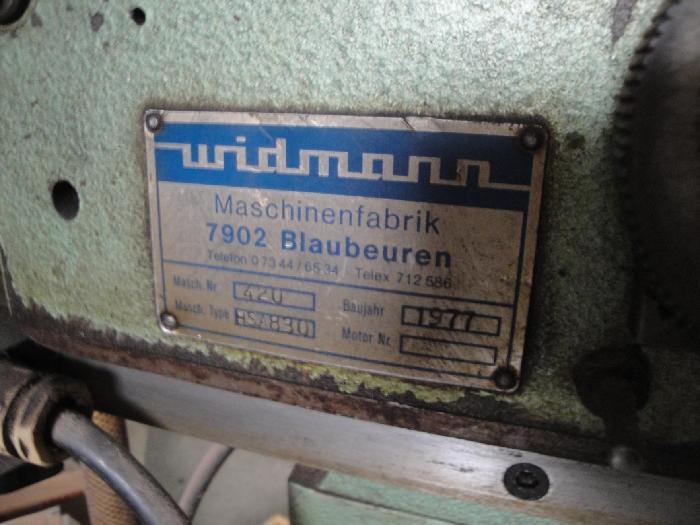 widmann
Maschinenfabrik
7902 Blaubeuren
Telefon 0 73 44 / 65 34 Telex 712 586
Masch. Nr. 420 Baujahr 1977
Masch. Type HSA830 Motor Nr.